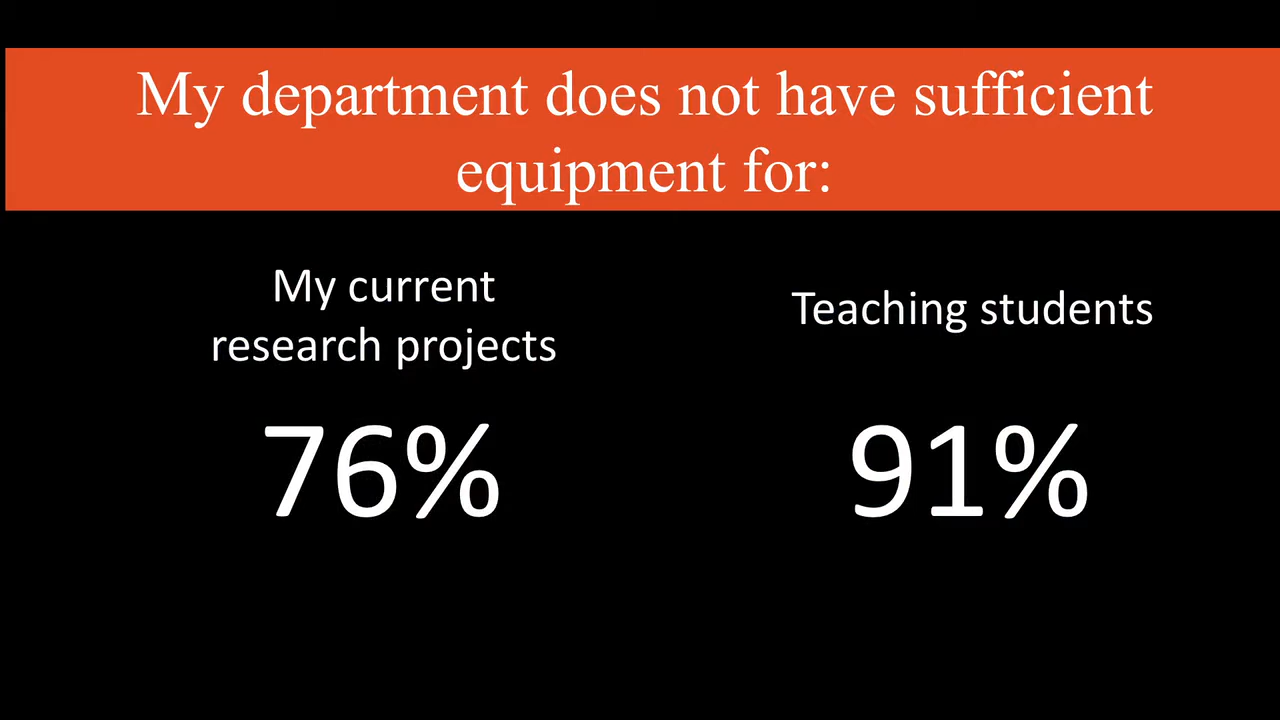 My department does not have sufficient
equipment for:
My current
research projects
Teaching students
76%
91%